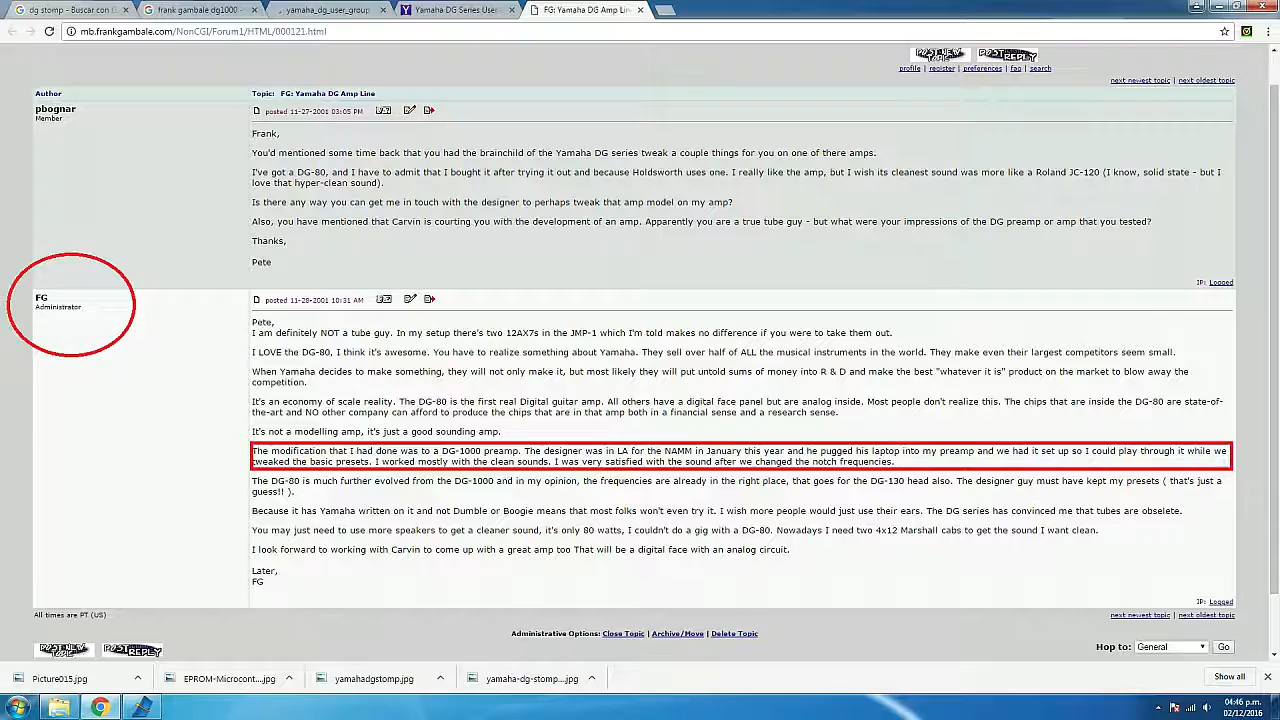 dg stomp - Buscar con G
frank gambale dg1000 -
yamaha_dg_user_group
Yamaha DG Series User
FG: Yamaha DG Amp Lin
mb.frankgambale.com/NonCGI/Forum1/HTML/000121.html
POST NEW TOPIC POST REPLY
profile | register | preferences | faq | search
next newest topic | next oldest topic
Author Topic: FG: Yamaha DG Amp Line
pbognar
Member
posted 11-27-2001 03:05 PM
Frank,
You'd mentioned some time back that you had the brainchild of the Yamaha DG series tweak a couple things for you on one of there amps.
I've got a DG-80, and I have to admit that I bought it after trying it out and because Holdsworth uses one. I really like the amp, but I wish its cleanest sound was more like a Roland JC-120 (I know, solid state - but I
love that hyper-clean sound).
Is there any way you can get me in touch with the designer to perhaps tweak that amp model on my amp?
Also, you have mentioned that Carvin is courting you with the development of an amp. Apparently you are a true tube guy - but what were your impressions of the DG preamp or amp that you tested?
Thanks,
Pete
IP: Logged
FG
Administrator
posted 11-28-2001 10:31 AM
Pete,
I am definitely NOT a tube guy. In my setup there's two 12AX7s in the JMP-1 which I'm told makes no difference if you were to take them out.
I LOVE the DG-80, I think it's awesome. You have to realize something about Yamaha. They sell over half of ALL the musical instruments in the world. They make even their largest competitors seem small.
When Yamaha decides to make something, they will not only make it, but most likely they will put untold sums of money into R & D and make the best "whatever it is" product on the market to blow away the
competition.
It's an economy of scale reality. The DG-80 is the first real Digital guitar amp. All others have a digital face panel but are analog inside. Most people don't realize this. The chips that are inside the DG-80 are state-of-
the-art and NO other company can afford to produce the chips that are in that amp both in a financial sense and a research sense.
It's not a modelling amp, it's just a good sounding amp.
The modification that I had done was to a DG-1000 preamp. The designer was in LA for the NAMM in January this year and he pugged his laptop into my preamp and we had it set up so I could play through it while we
tweaked the basic presets. I worked mostly with the clean sounds. I was very satisfied with the sound after we changed the notch frequencies.
The DG-80 is much further evolved from the DG-1000 and in my opinion, the frequencies are already in the right place, that goes for the DG-130 head also. The designer guy must have kept my presets ( that's just a
guess!! ).
Because it has Yamaha written on it and not Dumble or Boogie means that most folks won't even try it. I wish more people would just use their ears. The DG series has convinced me that tubes are obselete.
You may just need to use more speakers to get a cleaner sound, it's only 80 watts, I couldn't do a gig with a DG-80. Nowadays I need two 4x12 Marshall cabs to get the sound I want clean.
I look forward to working with Carvin to come up with a great amp too That will be a digital face with an analog circuit.
Later,
FG
IP: Logged
All times are PT (US)
next newest topic | next oldest topic
Administrative Options: Close Topic | Archive/Move | Delete Topic
POST NEW TOPIC POST REPLY
Hop to: General Go
Picture015.jpg
EPROM-Microcont....jpg
yamahadgstomp.jpg
yamaha-dg-stomp....jpg
Show all
04:46 p.m.
02/12/2016